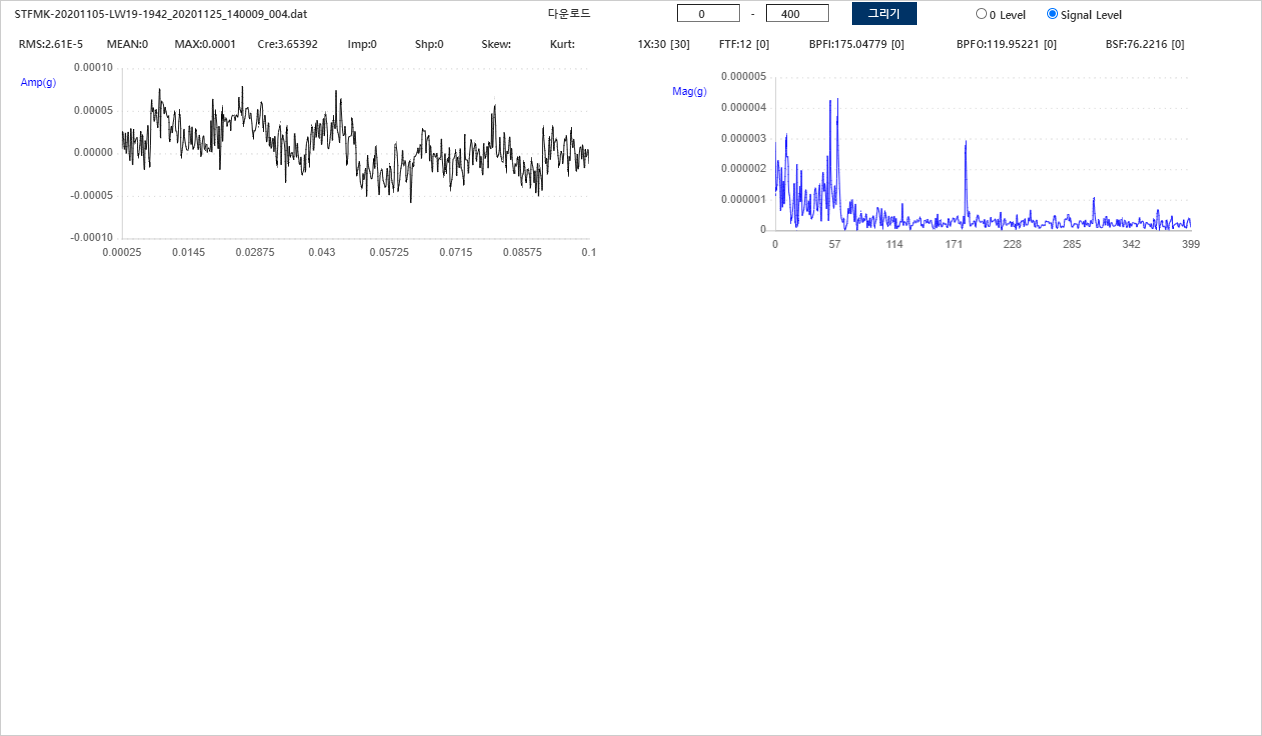 STFMK-20201105-LW19-1942_20201125_140009_004.dat 다운로드 0 - 400 그리기 0 Level Signal Level
RMS:2.61E-5 MEAN:0 MAX:0.0001 Cre:3.65392 Imp:0 Shp:0 Skew: Kurt: 1X:30 [30] FTF:12 [0] BPFI:175.04779 [0] BPFO:119.95221 [0] BSF:76.2216 [0]
Amp(g)
0.00010
0.00005
0.00000
-0.00005
-0.00010
0.00025 0.0145 0.02875 0.043 0.05725 0.0715 0.08575 0.1
Mag(g)
0.000005
0.000004
0.000003
0.000002
0.000001
0
0 57 114 171 228 285 342 399